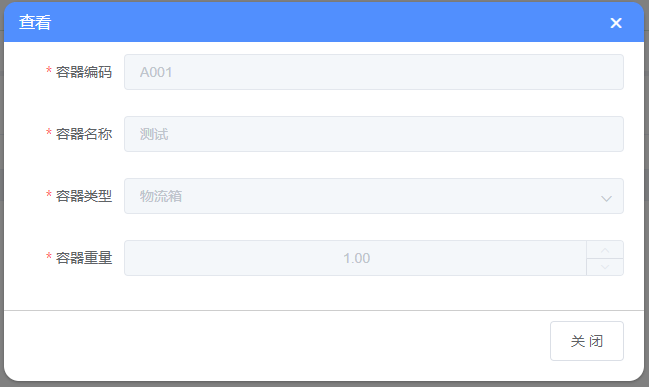 查看
* 容器编码 A001
* 容器名称 测试
* 容器类型 物流箱
* 容器重量 1.00
关 闭